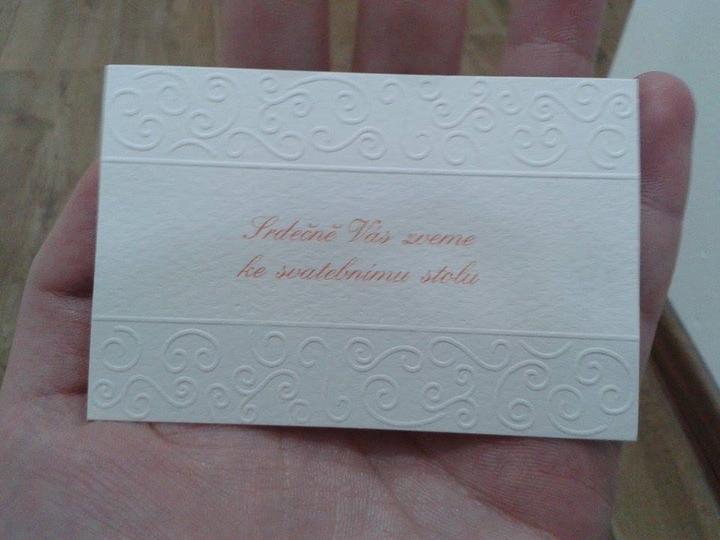 Srdečně Vás zveme
ke svatebnímu stolu